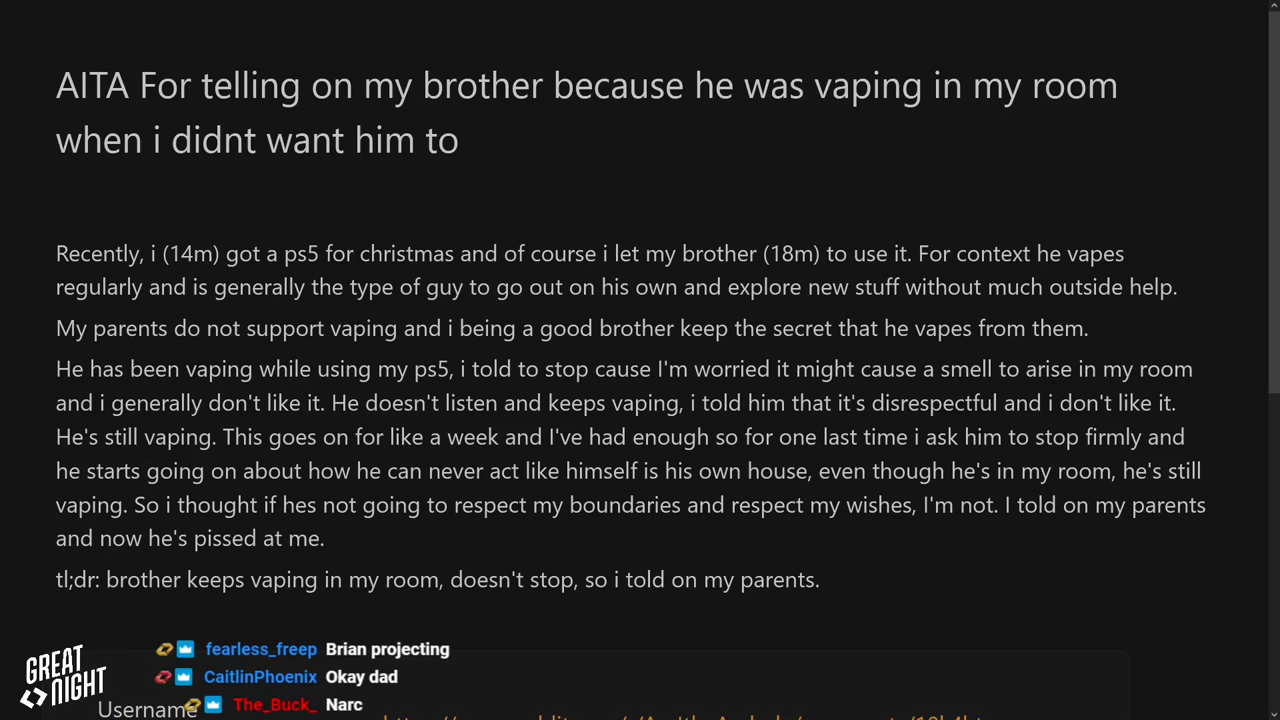 AITA For telling on my brother because he was vaping in my room
when i didnt want him to
Recently, i (14m) got a ps5 for christmas and of course i let my brother (18m) to use it. For context he vapes
regularly and is generally the type of guy to go out on his own and explore new stuff without much outside help.
My parents do not support vaping and i being a good brother keep the secret that he vapes from them.
He has been vaping while using my ps5, i told to stop cause I'm worried it might cause a smell to arise in my room
and i generally don't like it. He doesn't listen and keeps vaping, i told him that it's disrespectful and i don't like it.
He's still vaping. This goes on for like a week and I've had enough so for one last time i ask him to stop firmly and
he starts going on about how he can never act like himself is his own house, even though he's in my room, he's still
vaping. So i thought if hes not going to respect my boundaries and respect my wishes, I'm not. I told on my parents
and now he's pissed at me.
tl;dr: brother keeps vaping in my room, doesn't stop, so i told on my parents.
fearless_freep Brian projecting
CaitlinPhoenix Okay dad
The_Buck_ Narc
GREAT
NIGHT
Username